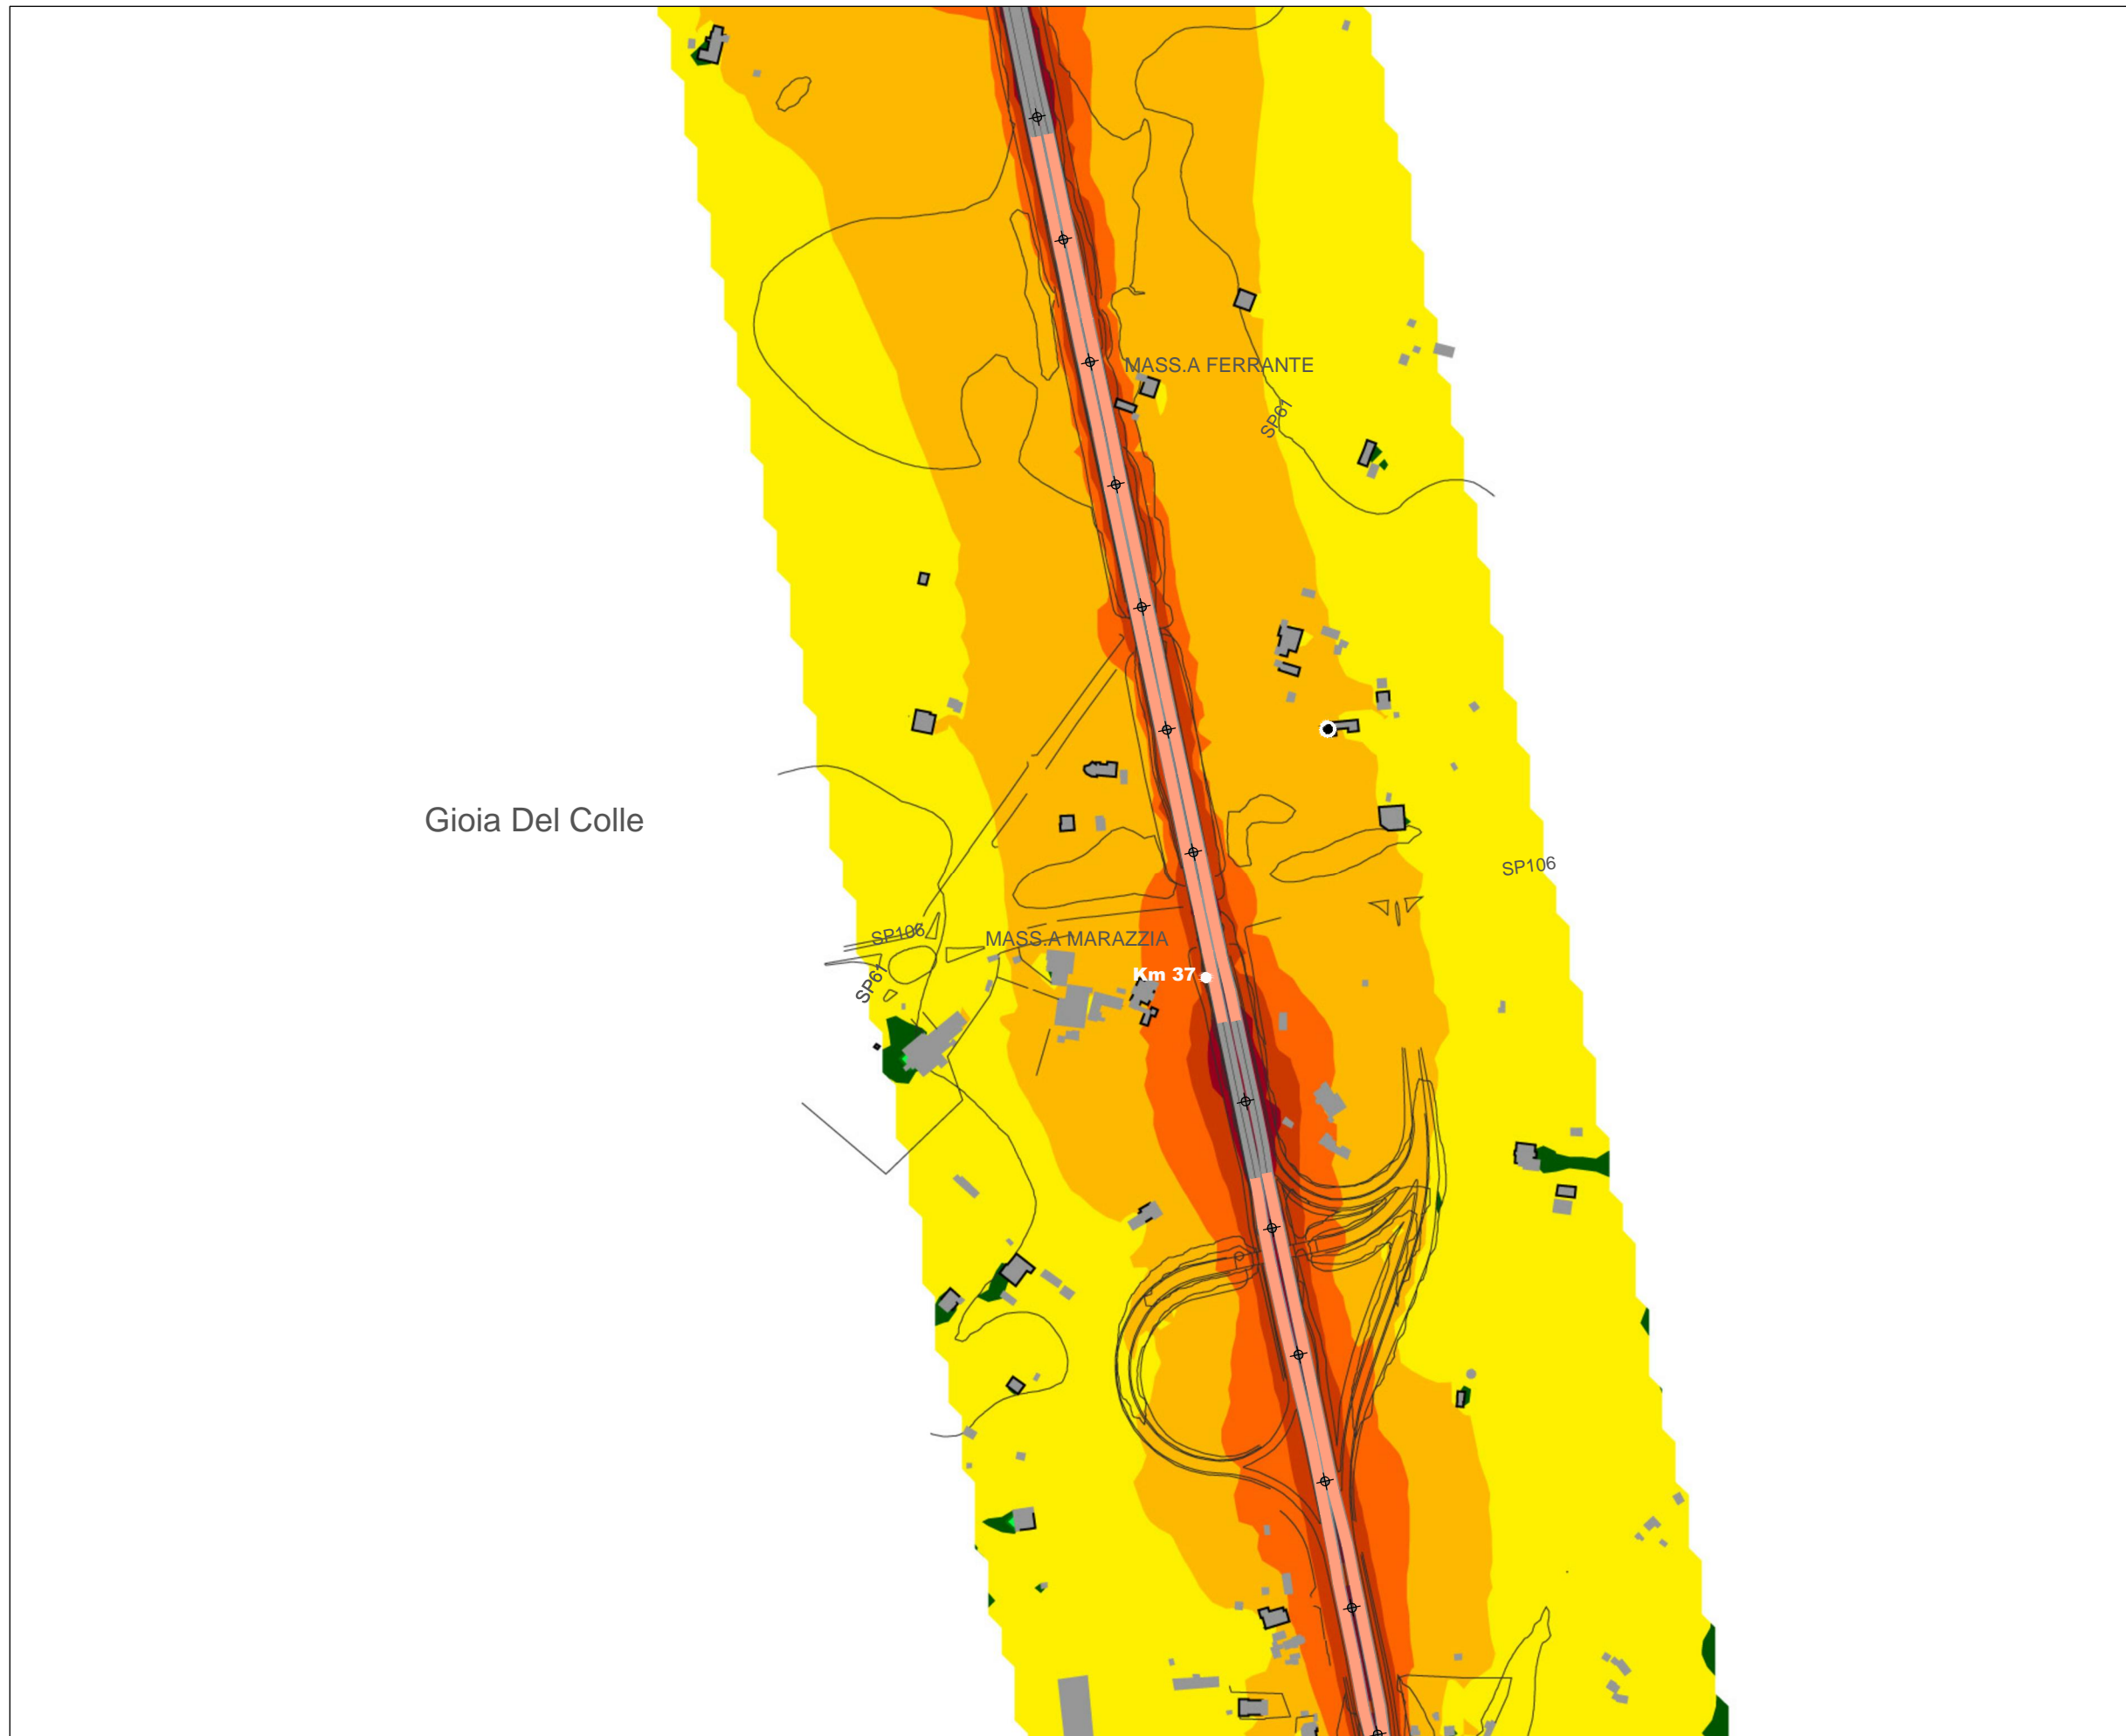 MASS.A FERRANTE
SP61
Gioia Del Colle
SP106
SP106
MASS.A MARAZZIA
SP61
Km 37